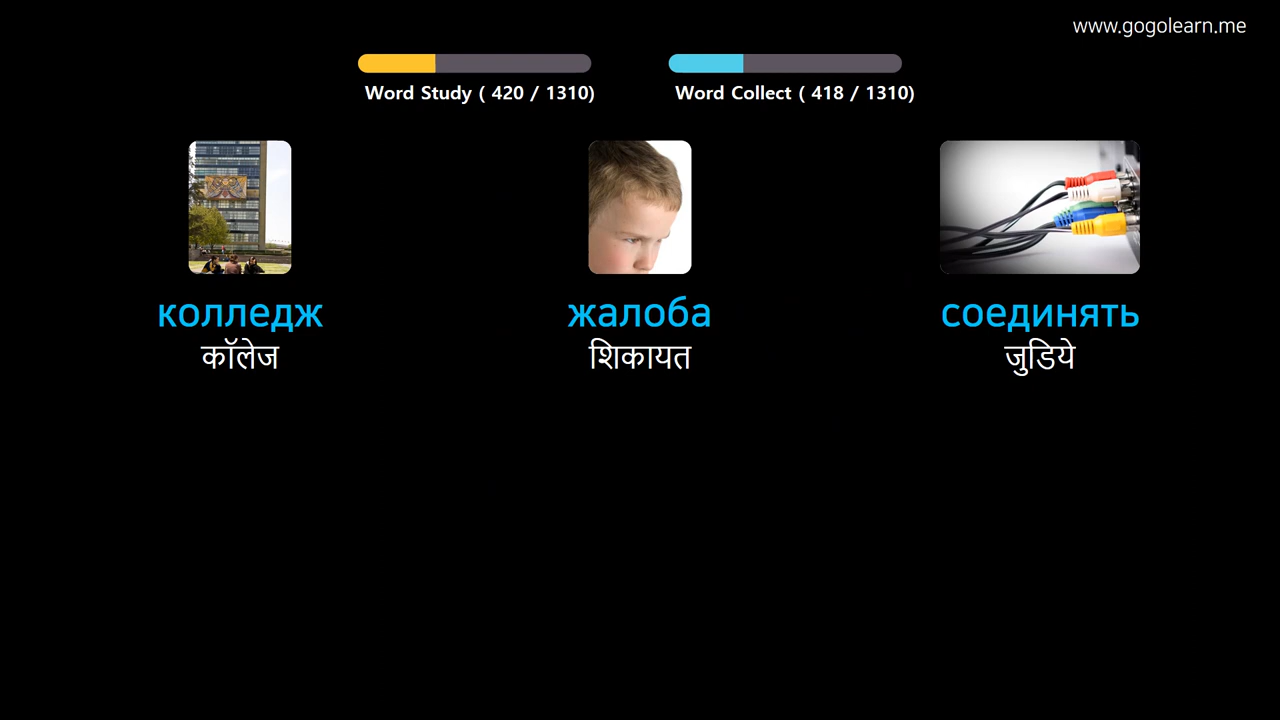 www.gogolearn.me
Word Study ( 420 / 1310)
Word Collect ( 418 / 1310)
колледж
жалоба
соединять
कॉलेज
शिकायत
जुडिये